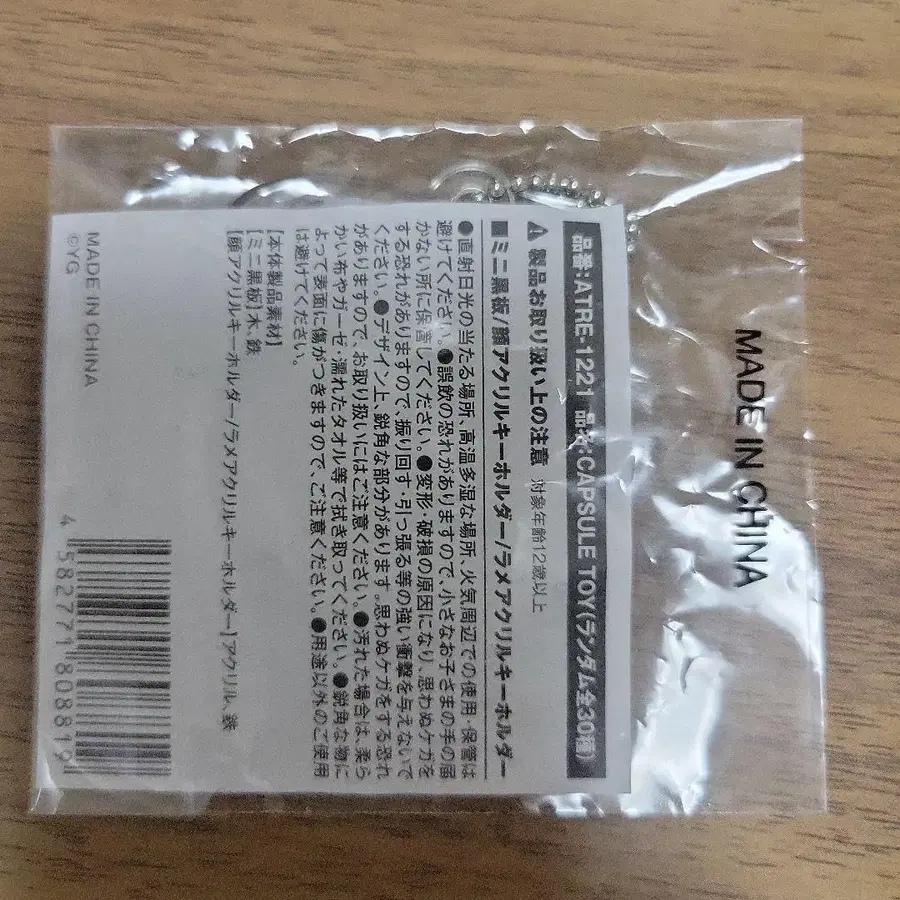 品番:ATRE-1221 品名:CAPSULE TOY(ランダム全30種)
⚠ 製品お取り扱い上の注意 対象年齢12歳以上
■ミニ黒板/顔アクリルキーホルダー/ラメアクリルキーホルダー
●直射日光の当たる場所、高温多湿な場所、火気周辺での使用・保管は
避けてください。●誤飲の恐れがありますので、小さなお子さまの手の届
かない所に保管してください。●変形・破損の原因になり、思わぬケガを
する恐れがありますので、振り回す・引っ張る等の強い衝撃を与えないで
ください。●デザイン上、鋭角な部分があります。思わぬケガをする恐れ
がありますので、お取り扱いにはご注意ください。●汚れた場合は、柔ら
かい布やガーゼ・濡れたタオル等で拭き取ってください。●鋭角な物に
よって表面に傷がつきますので、ご注意ください。●用途以外のご使用
は避けてください。
【本体製品素材】
【ミニ黒板】木、鉄
【顔アクリルキーホルダー/ラメアクリルキーホルダー】アクリル、鉄
MADE IN CHINA
©YG
4 582771 808819
MADE IN CHINA